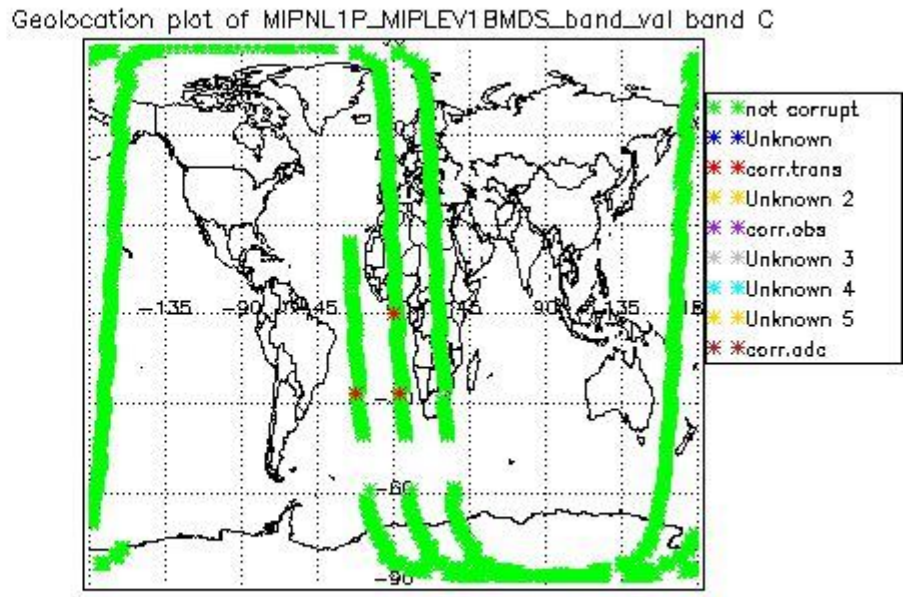 Geolocation plot of MIPNL1P_MIPLEV1BMDS_band_val band C
* *not corrupt
* *Unknown
* *corr.trans
* *Unknown 2
* *corr.obs
* *Unknown 3
* *Unknown 4
* *Unknown 5
* *corr.adc
-135 -90 -45 45 90 135
-60
-90